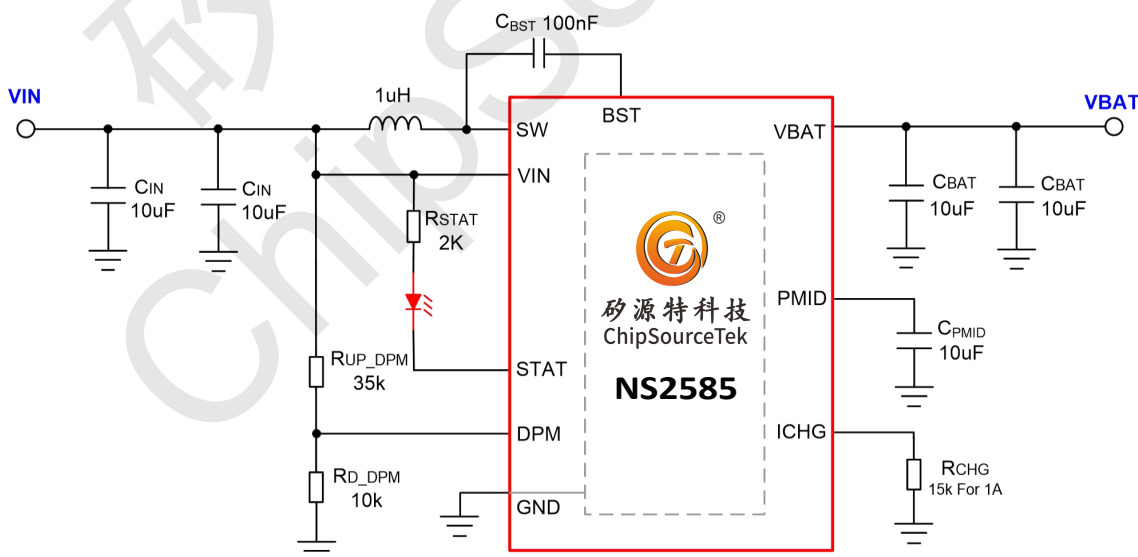 CBST 100nF
1uH
VIN
VBAT
SW
BST
VBAT
VIN
CIN
10uF
CIN
10uF
RSTAT
2K
CBAT
10uF
CBAT
10uF
®
矽源特科技
ChipSourceTek
NS2585
PMID
CPMID
10uF
RUP_DPM
35k
STAT
DPM
ICHG
RD_DPM
10k
GND
RCHG
15k For 1A